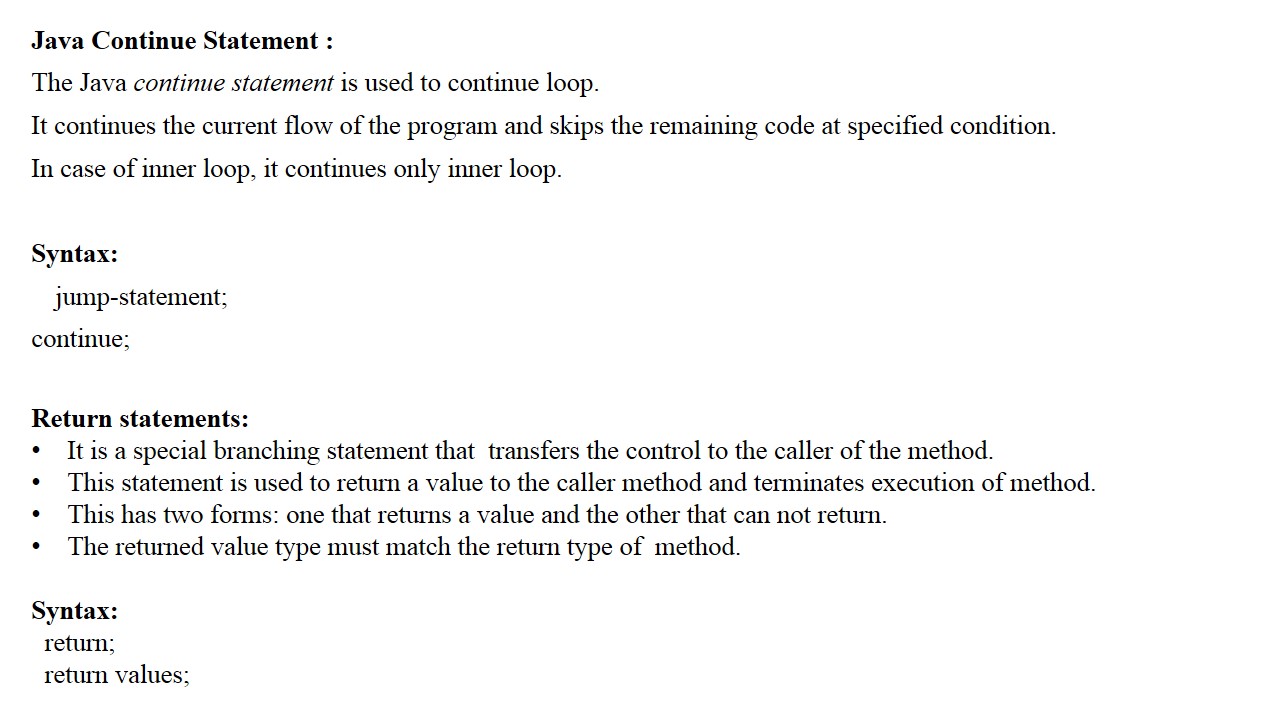 Java Continue Statement :
The Java continue statement is used to continue loop.
It continues the current flow of the program and skips the remaining code at specified condition.
In case of inner loop, it continues only inner loop.
Syntax:
jump-statement;
continue;
Return statements:
• It is a special branching statement that  transfers the control to the caller of the method.
• This statement is used to return a value to the caller method and terminates execution of method.
• This has two forms: one that returns a value and the other that can not return.
• The returned value type must match the return type of  method.
Syntax:
return;
return values;